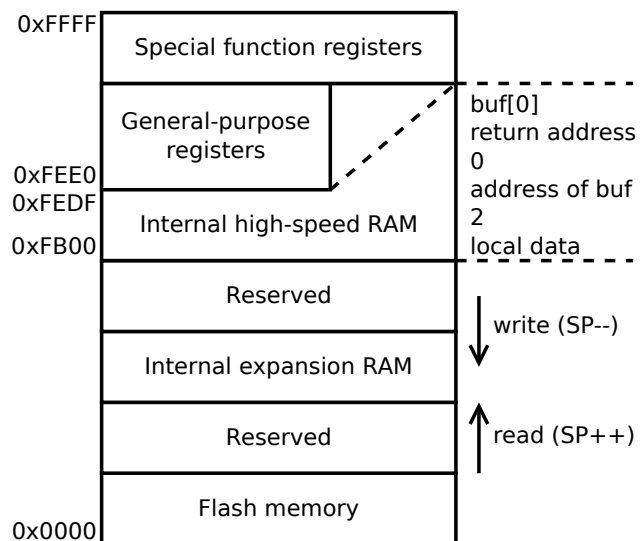 0xFFFF
Special function registers
General-purpose
registers
0xFEE0
0xFEDF
Internal high-speed RAM
0xFB00
buf[0]
return address
0
address of buf
2
local data
Reserved
write (SP--)
Internal expansion RAM
Reserved
read (SP++)
Flash memory
0x0000